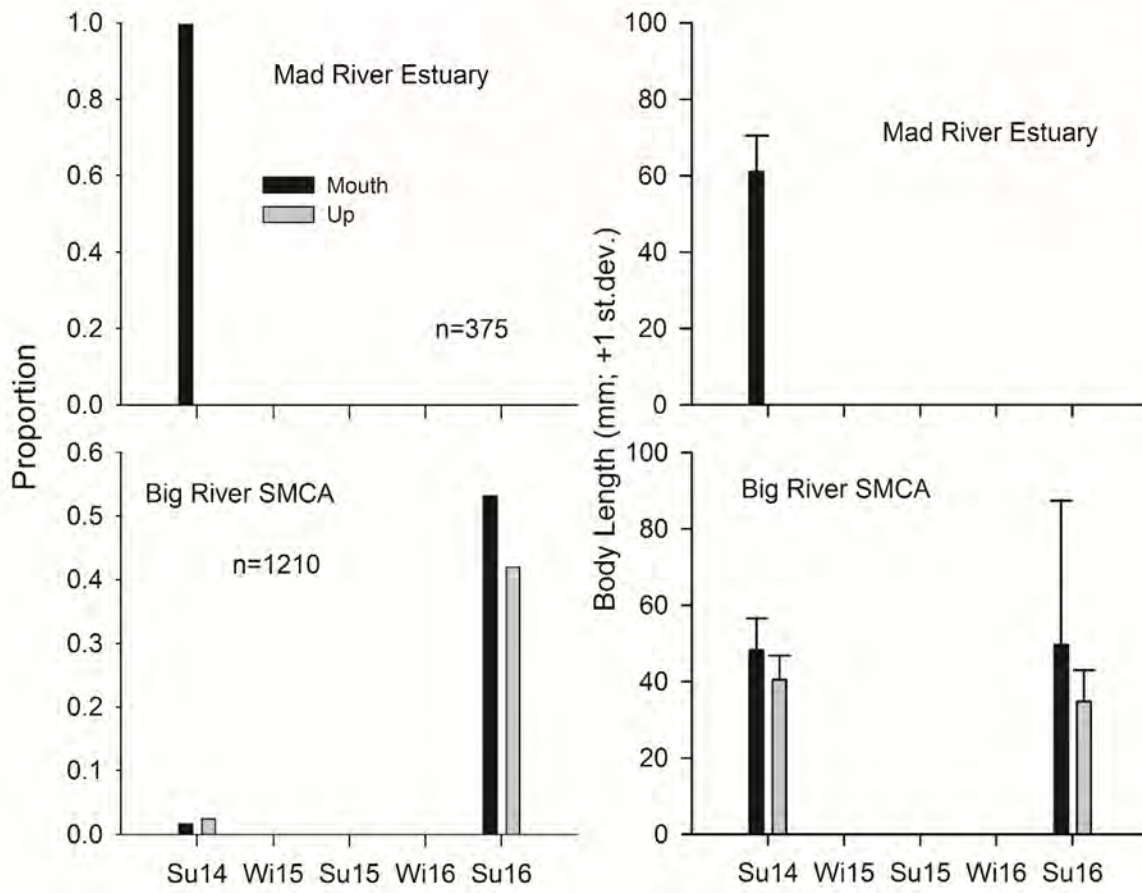 Proportion
1.0
0.8
0.6
0.4
0.2
0.0
Mad River Estuary
Mouth
Up
n=375
Body Length (mm; +1 st.dev.)
100
80
60
40
20
0
Mad River Estuary
0.6
0.5
0.4
0.3
0.2
0.1
0.0
Big River SMCA
n=1210
Su14 Wi15 Su15 Wi16 Su16
100
80
60
40
20
0
Big River SMCA
Su14 Wi15 Su15 Wi16 Su16